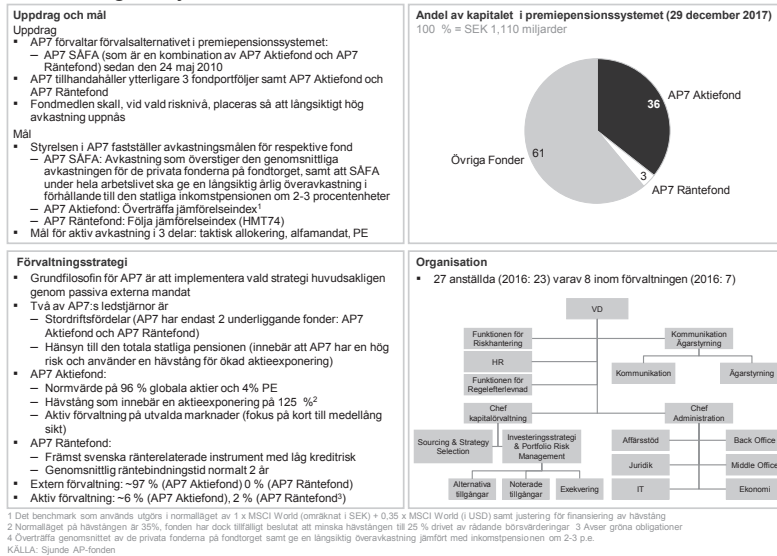 Uppdrag och mål
Uppdrag
▪ AP7 förvaltar förvalsalternativet i premiepensionssystemet:
– AP7 SÅFA (som är en kombination av AP7 Aktiefond och AP7
Räntefond) sedan den 24 maj 2010
▪ AP7 tillhandahåller ytterligare 3 fondportföljer samt AP7 Aktiefond och
AP7 Räntefond
▪ Fondmedlen skall, vid vald risknivå, placeras så att långsiktigt hög
avkastning uppnås
Mål
▪ Styrelsen i AP7 fastställer avkastningsmålen för respektive fond
– AP7 SÅFA: Avkastning som överstiger den genomsnittliga
avkastningen för de privata fonderna på fondtorget, samt att SÅFA
under hela arbetslivet ska ge en långsiktig årlig överavkastning i
förhållande till den statliga inkomstpensionen om 2-3 procentenheter
– AP7 Aktiefond: Överträffa jämförelseindex1
– AP7 Räntefond: Följa jämförelseindex (HMT74)
▪ Mål för aktiv avkastning i 3 delar: taktisk allokering, alfamandat, PE
Andel av kapitalet i premiepensionssystemet (29 december 2017)
100 % = SEK 1,110 miljarder
36
AP7 Aktiefond
Övriga Fonder
61
3
AP7 Räntefond
Förvaltningsstrategi
▪ Grundfilosofin för AP7 är att implementera vald strategi huvudsakligen
genom passiva externa mandat
▪ Två av AP7:s ledstjärnor är
– Stordriftsfördelar (AP7 har endast 2 underliggande fonder: AP7
Aktiefond och AP7 Räntefond)
– Hänsyn till den totala statliga pensionen (innebär att AP7 har en hög
risk och använder en hävstång för ökad aktieexponering)
▪ AP7 Aktiefond:
– Normvärde på 96 % globala aktier och 4% PE
– Hävstång som innebär en aktieexponering på 125 %2
– Aktiv förvaltning på utvalda marknader (fokus på kort till medellång
sikt)
▪ AP7 Räntefond:
– Främst svenska ränterelaterade instrument med låg kreditrisk
– Genomsnittlig räntebindningstid normalt 2 år
▪ Extern förvaltning: ~97 % (AP7 Aktiefond) 0 % (AP7 Räntefond)
▪ Aktiv förvaltning: ~6 % (AP7 Aktiefond), 2 % (AP7 Räntefond3)
Organisation
▪ 27 anställda (2016: 23) varav 8 inom förvaltningen (2016: 7)
VD
Funktionen för
Riskhantering
Kommunikation
Ägarstyrning
HR
Kommunikation
Ägarstyrning
Funktionen för
Regelefterlevnad
Chef
kapitalförvaltning
Chef
Administration
Sourcing & Strategy
Selection
Investeringsstrategi
& Portfolio Risk
Management
Affärsstöd
Back Office
Juridik
Middle Office
Alternativa
tillgångar
Noterade
tillgångar
Exekvering
IT
Ekonomi
1 Det benchmark som används utgörs i normalläget av 1 x MSCI World (omräknat i SEK) + 0,35 x MSCI World (i USD) samt justering för finansiering av hävstång
2 Normalläget på hävstången är 35%, fonden har dock tillfälligt beslutat att minska hävstången till 25 % drivet av rådande börsvärderingar 3 Avser gröna obligationer
4 Överträffa genomsnittet av de privata fonderna på fondtorget samt ge en långsiktig överavkastning jämfört med inkomstpensionen om 2-3 p.e.
KÄLLA: Sjunde AP-fonden